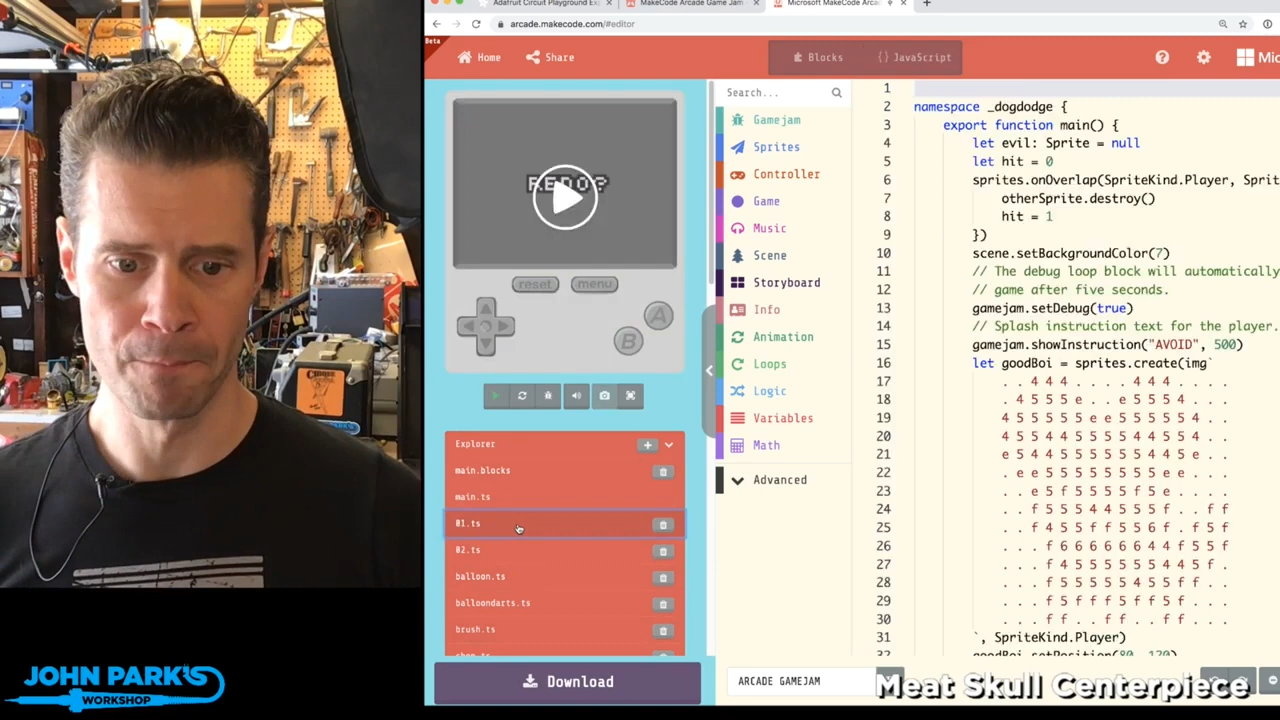 Adafruit Circuit Playground Ex
MakeCode Arcade Game Jam
Microsoft MakeCode Arcade
arcade.makecode.com/#editor
Beta
Home
Share
Blocks
{ } JavaScript
Mic
REDO?
reset
menu
A
B
Explorer
main.blocks
main.ts
01.ts
02.ts
balloon.ts
balloondarts.ts
brush.ts
Download
Search...
Gamejam
Sprites
Controller
Game
Music
Scene
Storyboard
Info
Animation
Loops
Logic
Variables
Math
Advanced
1
2 namespace _dogdodge {
3 export function main() {
4 let evil: Sprite = null
5 let hit = 0
6 sprites.onOverlap(SpriteKind.Player, Sprit
7 otherSprite.destroy()
8 hit = 1
9 })
10 scene.setBackgroundColor(7)
11 // The debug loop block will automatically
12 // game after five seconds.
13 gamejam.setDebug(true)
14 // Splash instruction text for the player.
15 gamejam.showInstruction("AVOID", 500)
16 let goodBoi = sprites.create(img`
17 . . 4 4 4 . . . . 4 4 4 . . . .
18 . 4 5 5 5 e . . e 5 5 5 4 . . .
19 4 5 5 5 5 5 e e 5 5 5 5 5 4 . .
20 4 5 5 4 4 5 5 5 5 4 4 5 5 4 . .
21 e 5 4 4 5 5 5 5 5 5 4 4 5 e . .
22 . e e 5 5 5 5 5 5 5 5 e e . . .
23 . . e 5 f 5 5 5 5 f 5 e . . . .
24 . . f 5 5 5 4 4 5 5 5 f . . f f
25 . . f 4 5 5 f f 5 5 6 f . f 5 f
26 . . . f 6 6 6 6 6 6 4 4 f 5 5 f
27 . . . f 4 5 5 5 5 5 5 4 4 5 f .
28 . . . f 5 5 5 5 5 4 5 5 f f . .
29 . . . f 5 f f f 5 f f 5 f . . .
30 . . . f f . . f f . . f f . . .
31 `, SpriteKind.Player)
32 goodBoi.setPosition(80, 120)
ARCADE GAMEJAM
Meat Skull Centerpiece
JOHN PARK'S
WORKSHOP